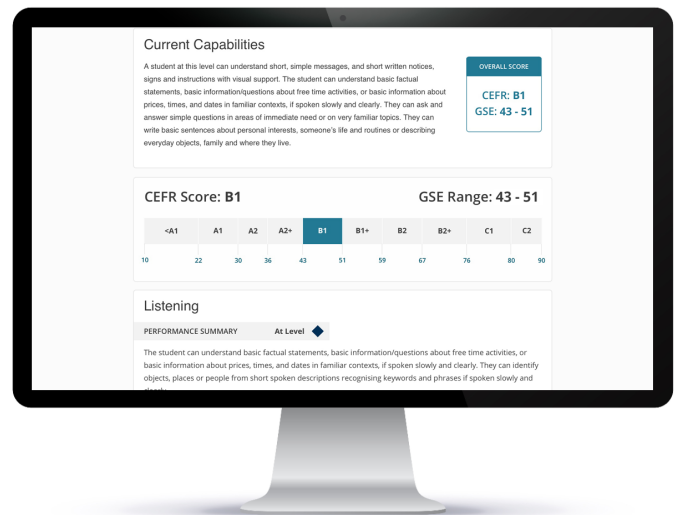 Current Capabilities
A student at this level can understand short, simple messages, and short written notices,
signs and instructions with visual support. The student can understand basic factual
statements, basic information/questions about free time activities, or basic information about
prices, times, and dates in familiar contexts, if spoken slowly and clearly. They can ask and
answer simple questions in areas of immediate need or on very familiar topics. They can
write basic sentences about personal interests, someone's life and routines or describing
everyday objects, family and where they live.
OVERALL SCORE
CEFR: B1
GSE: 43 - 51
CEFR Score: B1
GSE Range: 43 - 51
<A1 A1 A2 A2+ B1 B1+ B2 B2+ C1 C2
10 22 30 36 43 51 59 67 76 80 90
Listening
PERFORMANCE SUMMARY At Level
The student can understand basic factual statements, basic information/questions about free time activities, or
basic information about prices, times, and dates in familiar contexts, if spoken slowly and clearly. They can identify
objects, places or people from short spoken descriptions recognising keywords and phrases if spoken slowly and